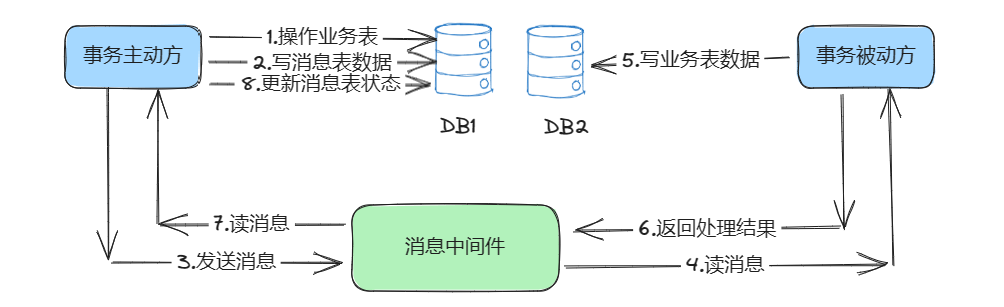 事务主动方
1.操作业务表
2.写消息表数据
8.更新消息表状态
DB1
DB2
5.写业务表数据
事务被动方
7.读消息
3.发送消息
消息中间件
6.返回处理结果
4.读消息